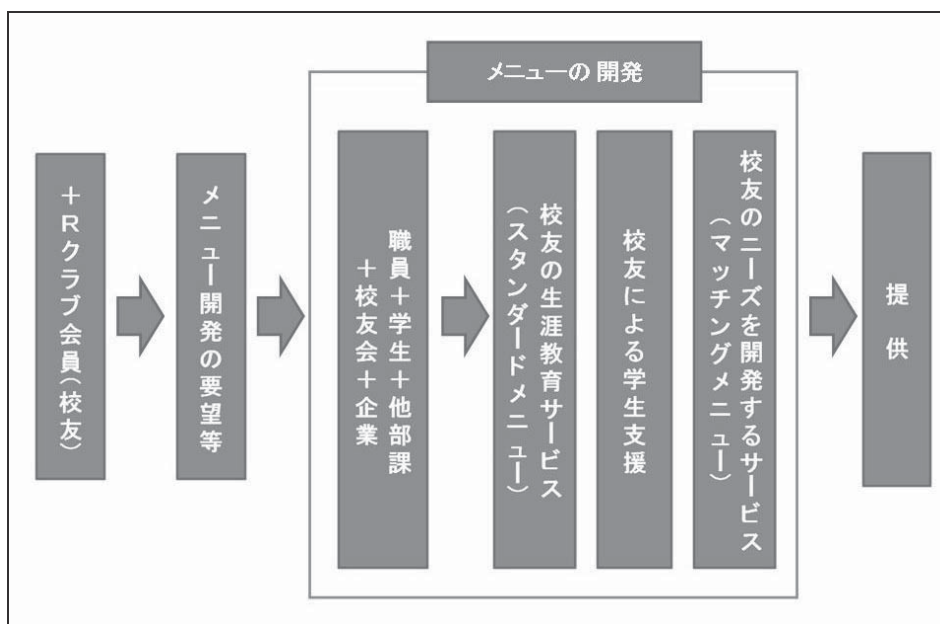 メニューの開発
+Rクラブ会員(校友)
メニュー開発の要望等
職員+学生+他部課
+校友会+企業
校友の生涯教育サービス
(スタンダードメニュー)
校友による学生支援
校友のニーズを開発するサービス
(マッチングメニュー)
提供